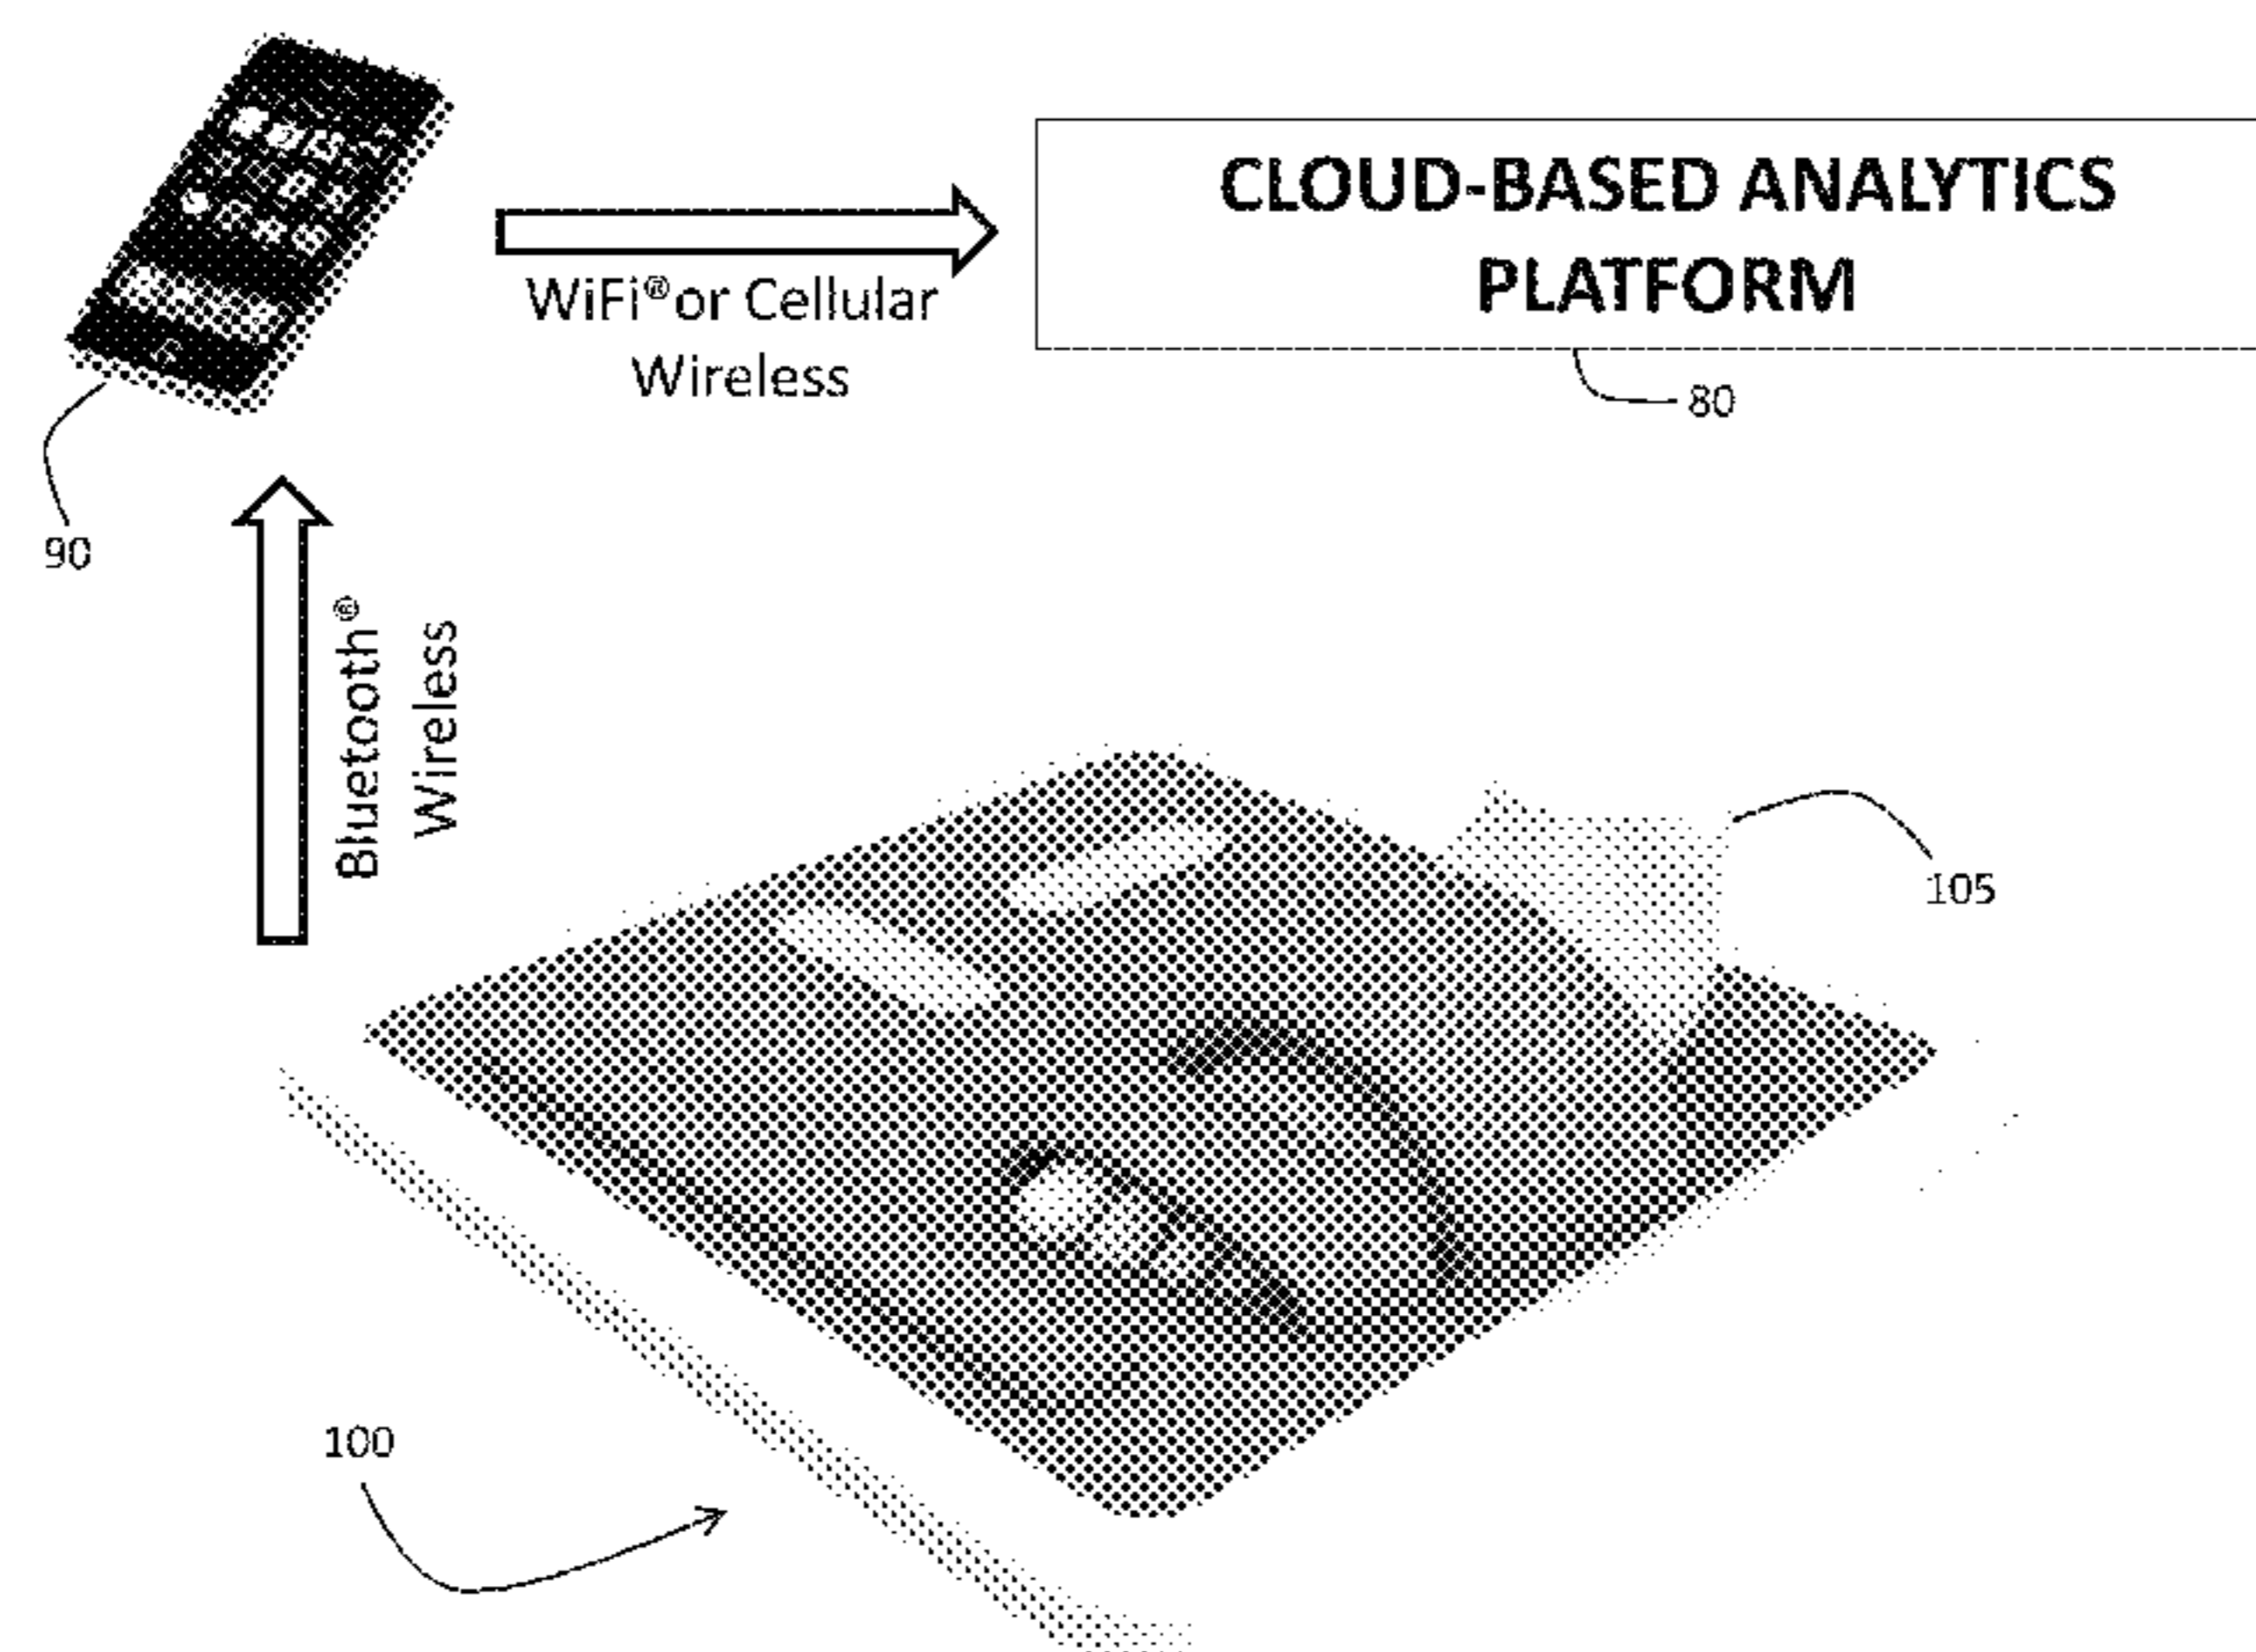 CLOUD-BASED ANALYTICS
PLATFORM
WiFi® or Cellular
Wireless
80
90
Bluetooth®
Wireless
105
100